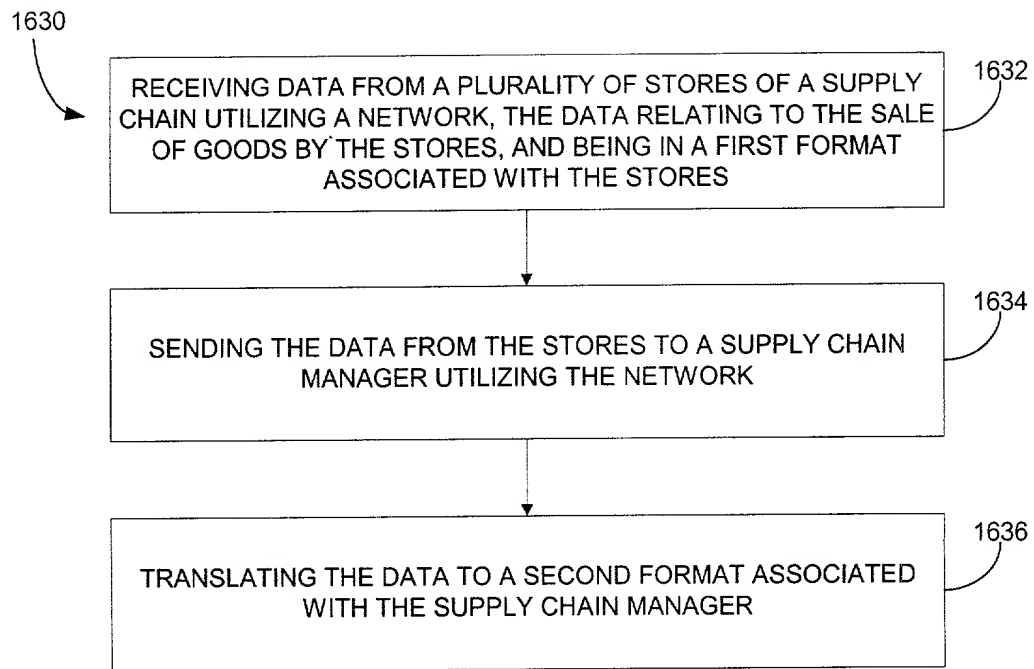 1630
RECEIVING DATA FROM A PLURALITY OF STORES OF A SUPPLY
CHAIN UTILIZING A NETWORK, THE DATA RELATING TO THE SALE
OF GOODS BY THE STORES, AND BEING IN A FIRST FORMAT
ASSOCIATED WITH THE STORES
1632
SENDING THE DATA FROM THE STORES TO A SUPPLY CHAIN
MANAGER UTILIZING THE NETWORK
1634
TRANSLATING THE DATA TO A SECOND FORMAT ASSOCIATED
WITH THE SUPPLY CHAIN MANAGER
1636